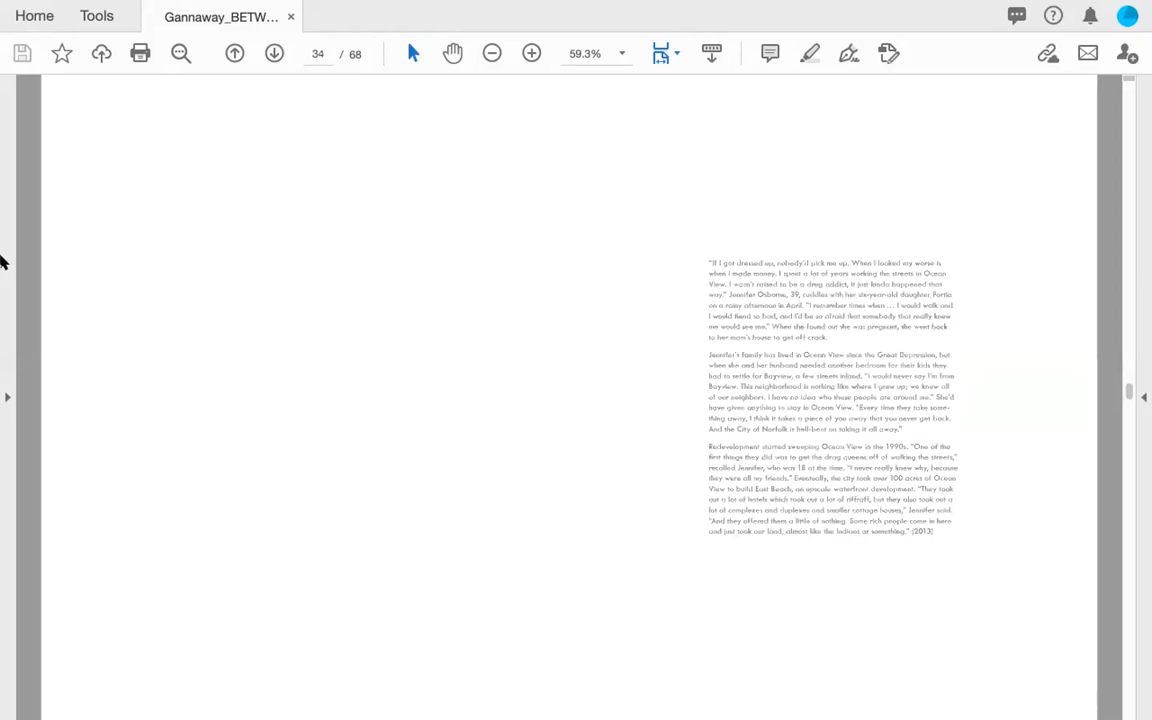 Home
Tools
Gannaway_BETW...
34 / 68
59.3%
"If I got dressed up, nobody'd pick me up. When I looked my worse is
when I made money. I spent a lot of years working the streets in Ocean
View. I wasn't raised to be a drug addict, it just kinda happened that
way." Jennifer Osborne, 39, cuddles with her six-year-old daughter Portia
on a rainy afternoon in April. "I remember times when ... I would walk and
I would tiend so bad, and I'd be so afraid that somebody that really knew
me would see me." When she found out she was pregnant, she went back
to her mom's house to get off crack.
Jennifer's family has lived in Ocean View since the Great Depression, but
when she and her husband needed another bedroom for their kids they
had to settle for Bayview, a few streets inland. "I would never say I'm from
Bayview. This neighborhood is nothing like where I grew up; we knew all
of our neighbors. I have no idea who these people are around me." She'd
have given anything to stay in Ocean View. "Every time they take some-
thing away, I think it takes a piece of you away that you never get back.
And the City of Norfolk is hell-bent on taking it all away."
Redevelopment started sweeping Ocean View in the 1990s. "One of the
first things they did was to get the drag queens off of walking the streets,"
recalled Jennifer, who was 18 at the time. "I never really knew why, because
they were all my friends." Eventually, the city took over 100 acres of Ocean
View to build East Beach, an upscale waterfront development. "They took
out a lot of hotels which took out a lot of riffraff, but they also took out a
lot of complexes and duplexes and smaller cottage houses," Jennifer said.
"And they offered them a little of nothing. Some rich people came in here
and just took our land, almost like the Indians or something." (2013)